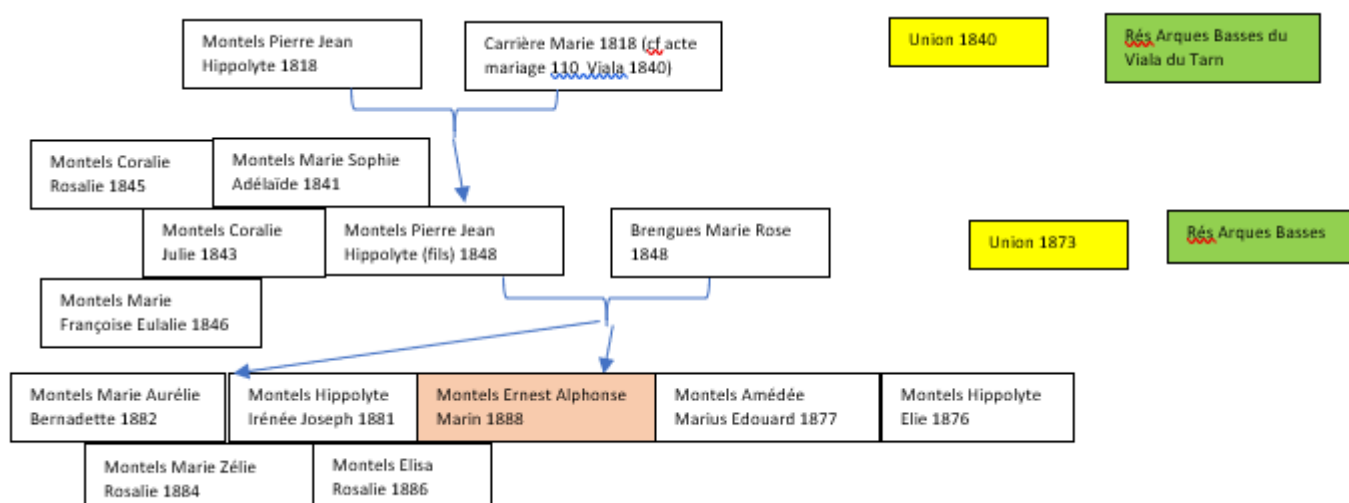 Montels Pierre Jean
Hippolyte 1818
Carrière Marie 1818 (cf acte
mariage 110 Viala 1840)
Union 1840
Rés Arques Basses du
Viala du Tarn
Montels Coralie
Rosalie 1845
Montels Marie Sophie
Adélaïde 1841
Montels Coralie
Julie 1843
Montels Pierre Jean
Hippolyte (fils) 1848
Brengues Marie Rose
1848
Union 1873
Rés Arques Basses
Montels Marie
Françoise Eulalie 1846
Montels Marie Aurélie
Bernadette 1882
Montels Hippolyte
Irénée Joseph 1881
Montels Ernest Alphonse
Marin 1888
Montels Amédée
Marius Edouard 1877
Montels Hippolyte
Elie 1876
Montels Marie Zélie
Rosalie 1884
Montels Elisa
Rosalie 1886